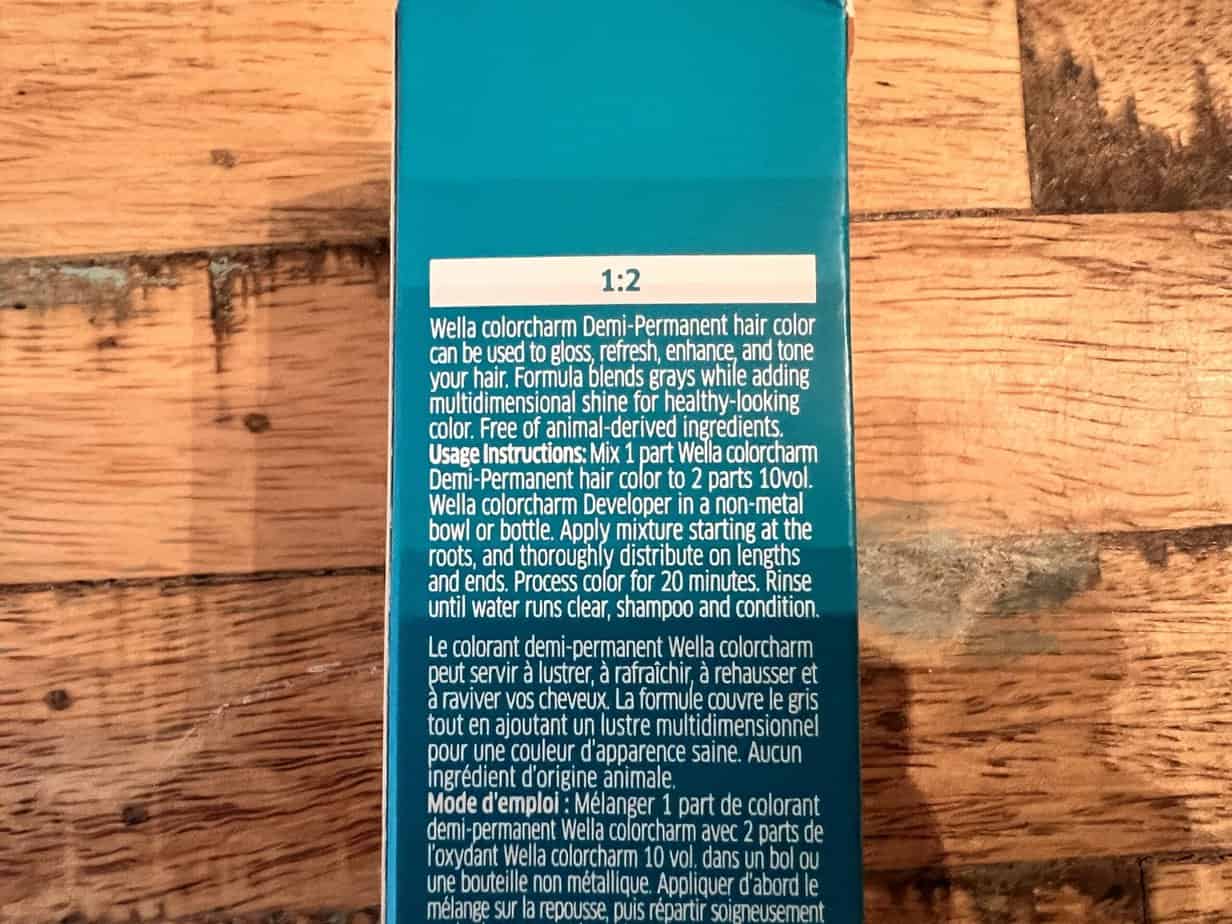 1:2
Wella colorcharm Demi-Permanent hair color
can be used to gloss, refresh, enhance, and tone
your hair. Formula blends grays while adding
multidimensional shine for healthy-looking
color. Free of animal-derived ingredients.
Usage Instructions: Mix 1 part Wella colorcharm
Demi-Permanent hair color to 2 parts 10vol.
Wella colorcharm Developer in a non-metal
bowl or bottle. Apply mixture starting at the
roots, and thoroughly distribute on lengths
and ends. Process color for 20 minutes. Rinse
until water runs clear, shampoo and condition.
Le colorant demi-permanent Wella colorcharm
peut servir à lustrer, à rafraîchir, à rehausser et
à raviver vos cheveux. La formule couvre le gris
tout en ajoutant un lustre multidimensionnel
pour une couleur d'apparence saine. Aucun
ingrédient d'origine animale.
Mode d'emploi : Mélanger 1 part de colorant
demi-permanent Wella colorcharm avec 2 parts de
l'oxydant Wella colorcharm 10 vol. dans un bol ou
une bouteille non métallique. Appliquer d'abord le
mélange sur la repousse, puis répartir soigneusement